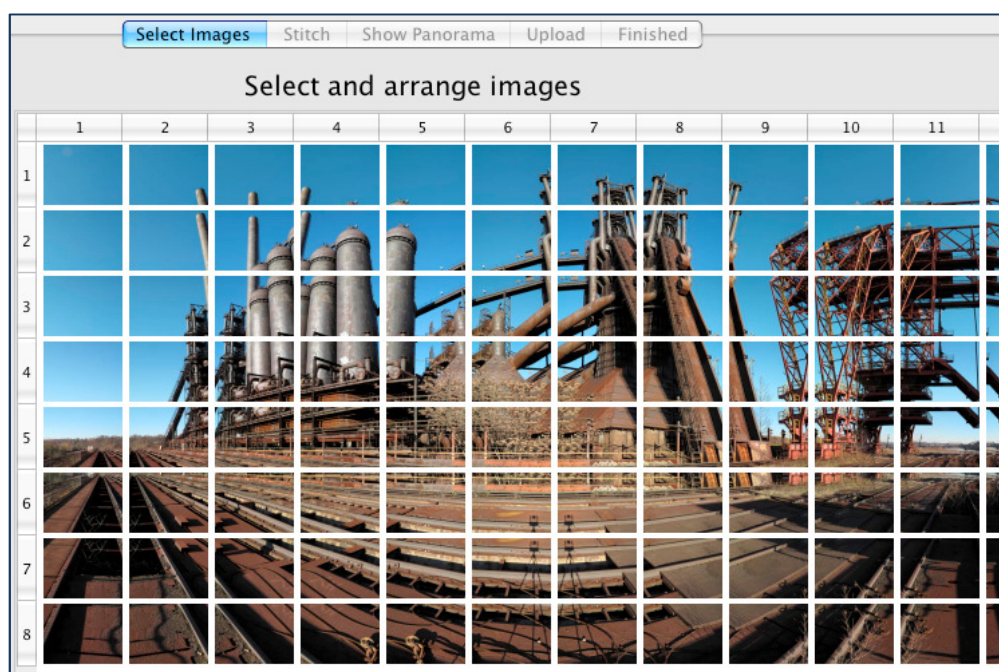 Select Images Stitch Show Panorama Upload Finished
Select and arrange images
1 2 3 4 5 6 7 8 9 10 11
1
2
3
4
5
6
7
8